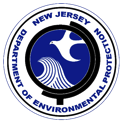 NEW JERSEY
DEPARTMENT OF ENVIRONMENTAL PROTECTION